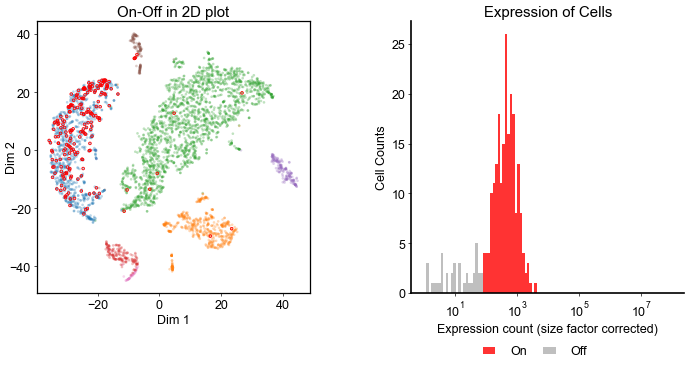 On-Off in 2D plot
40
20
0
−20
−40
Dim 2
−20
0
20
40
Dim 1
Expression of Cells
25
20
15
10
5
0
Cell Counts
10^1
10^3
10^5
10^7
Expression count (size factor corrected)
On
Off